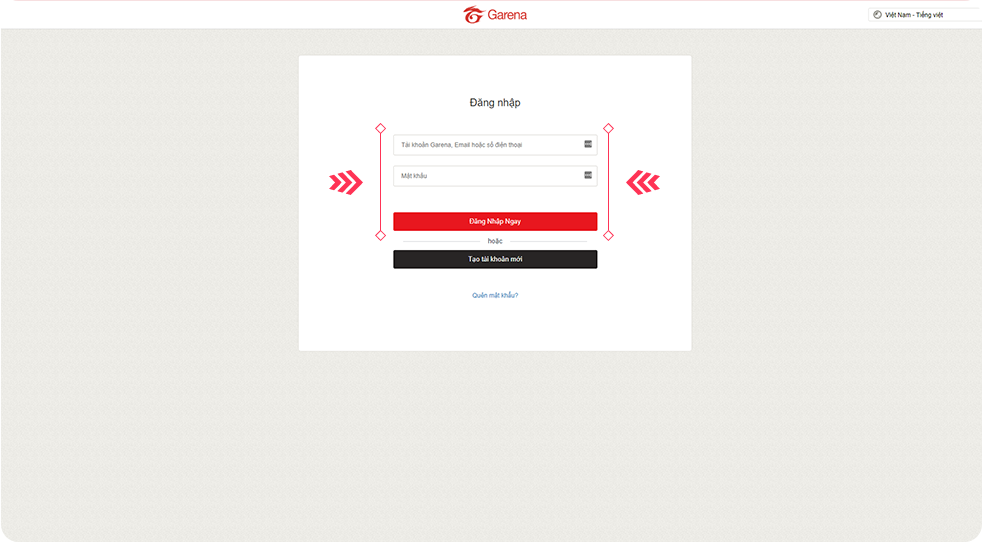 Garena
Việt Nam - Tiếng việt
Đăng nhập
Tài khoản Garena, Email hoặc số điện thoại
Mật khẩu
Đăng Nhập Ngay
hoặc
Tạo tài khoản mới
Quên mật khẩu?